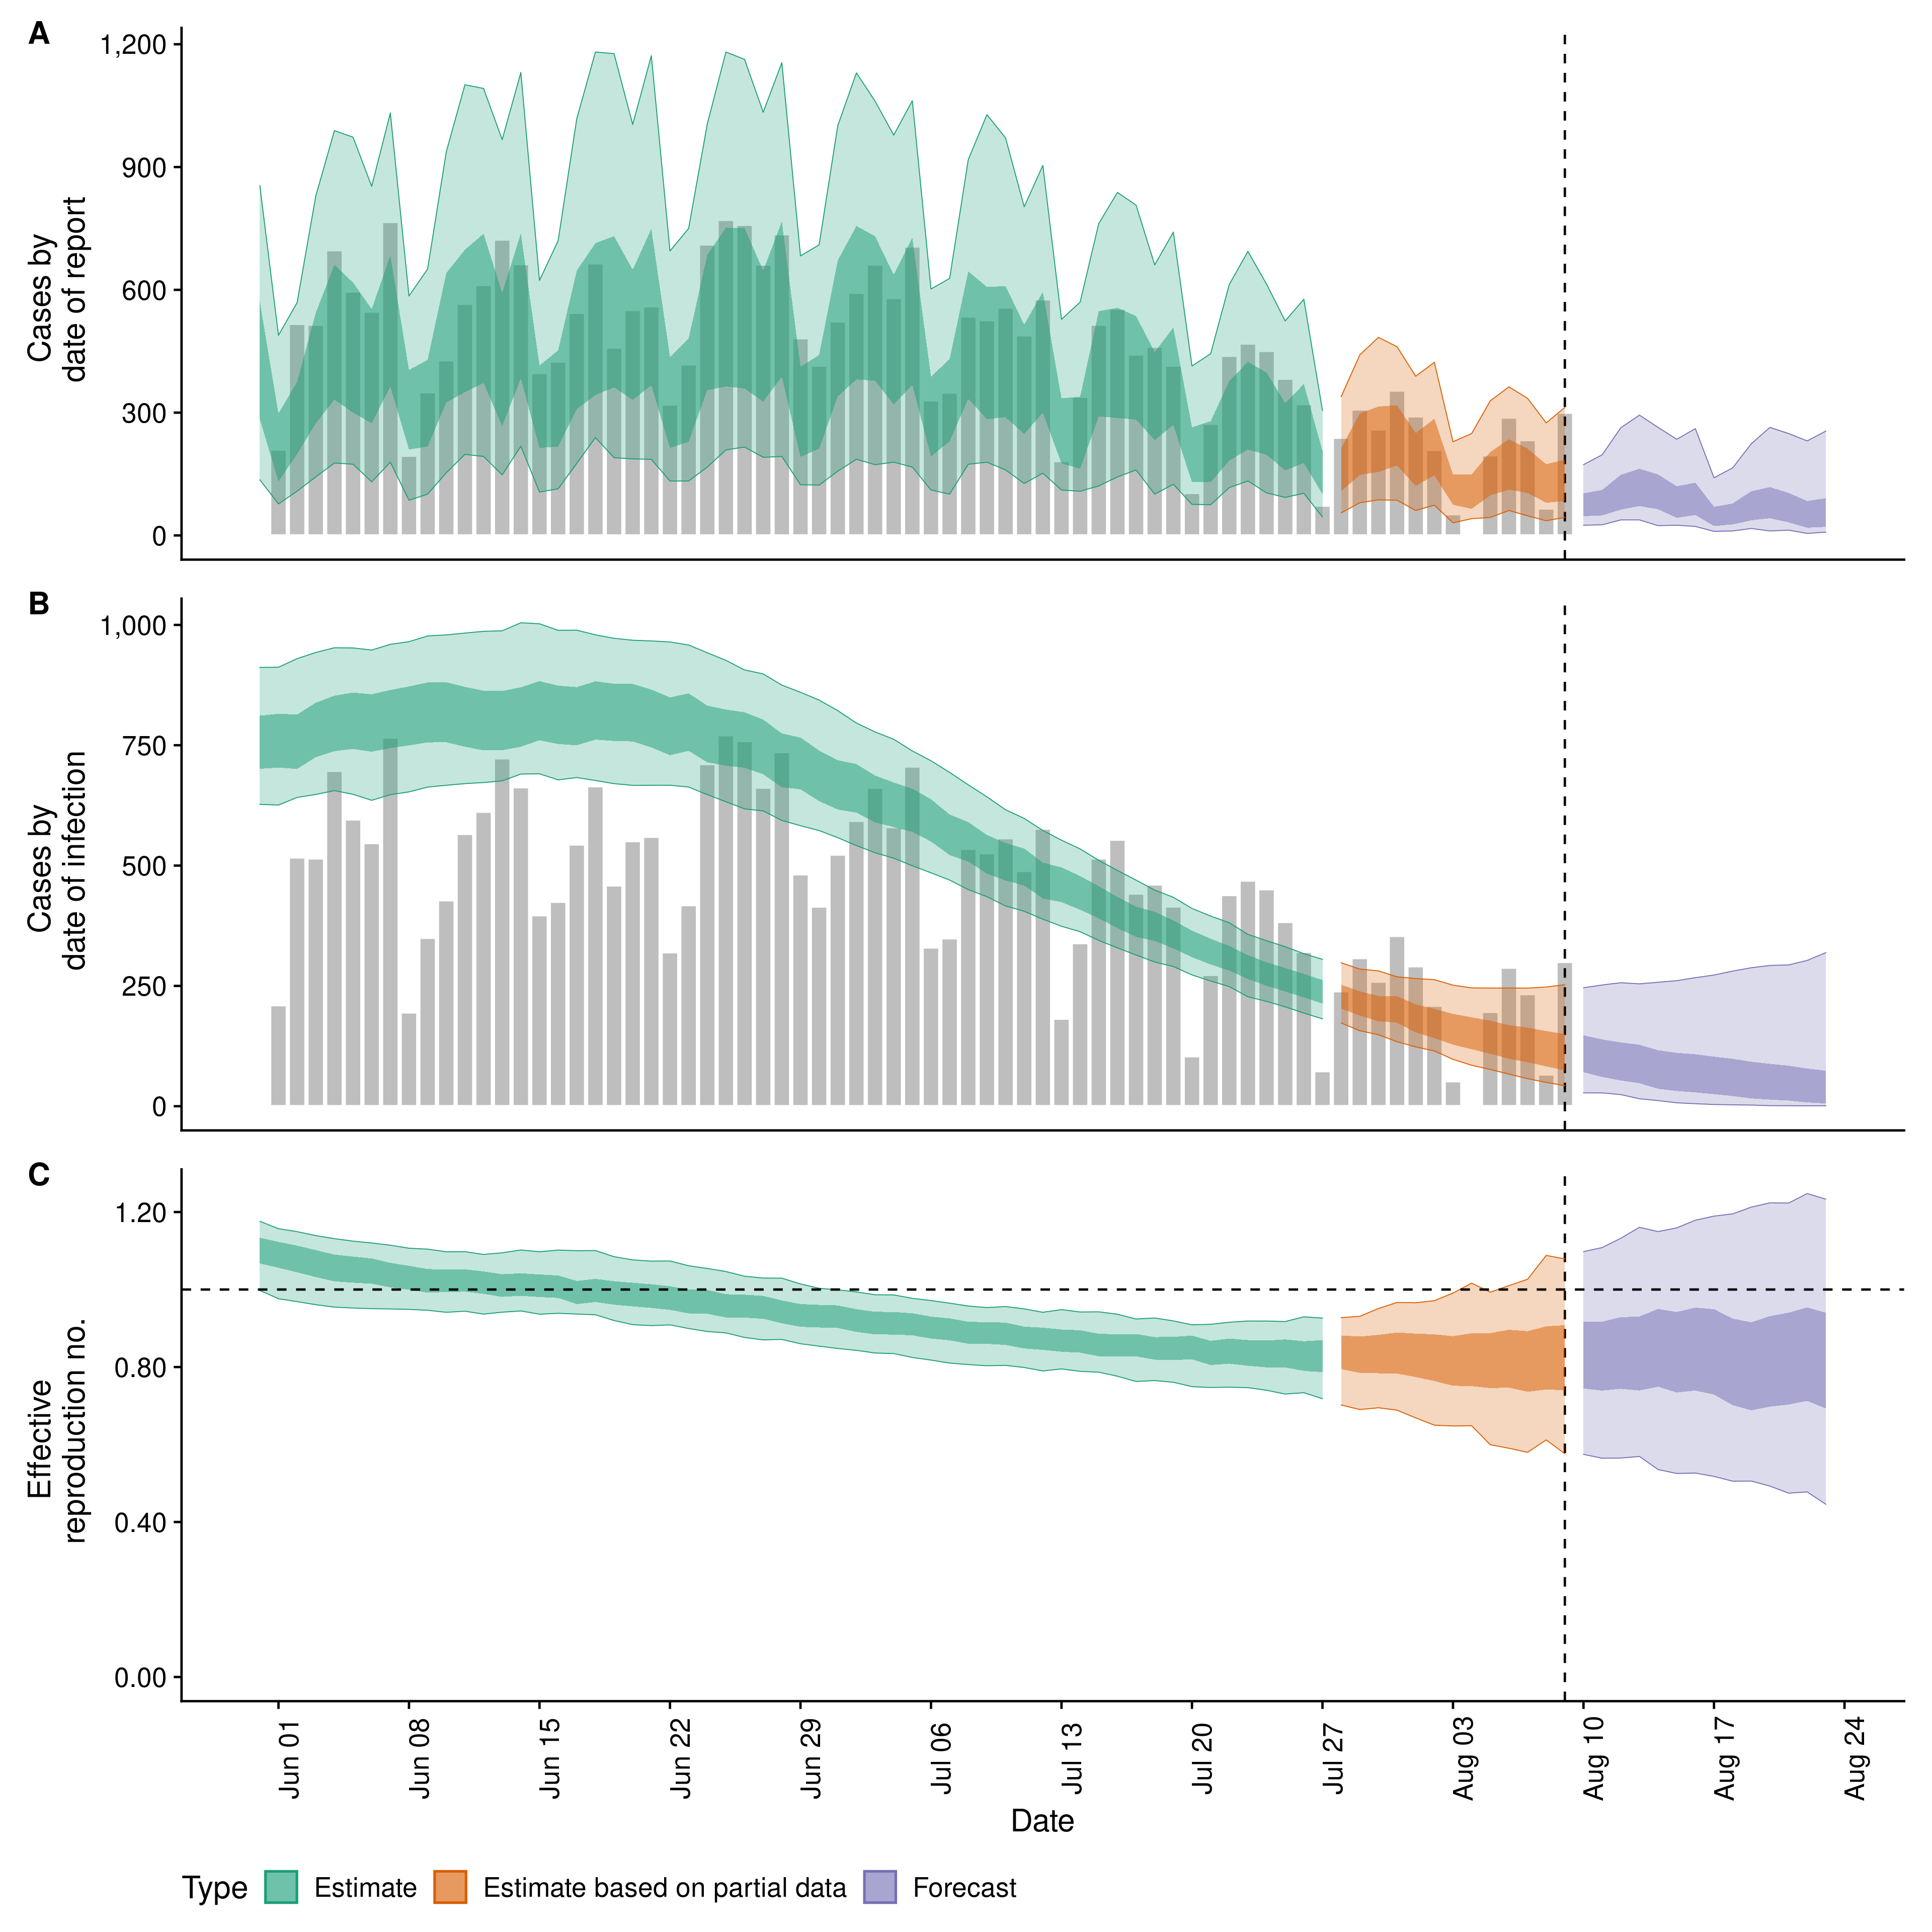 A
1,200
900
600
300
0
Cases by
date of report
B
1,000
750
500
250
0
Cases by
date of infection
C
1.20
0.80
0.40
0.00
Effective
reproduction no.
Jun 01
Jun 08
Jun 15
Jun 22
Jun 29
Jul 06
Jul 13
Jul 20
Jul 27
Aug 03
Aug 10
Aug 17
Aug 24
Date
Type Estimate Estimate based on partial data Forecast